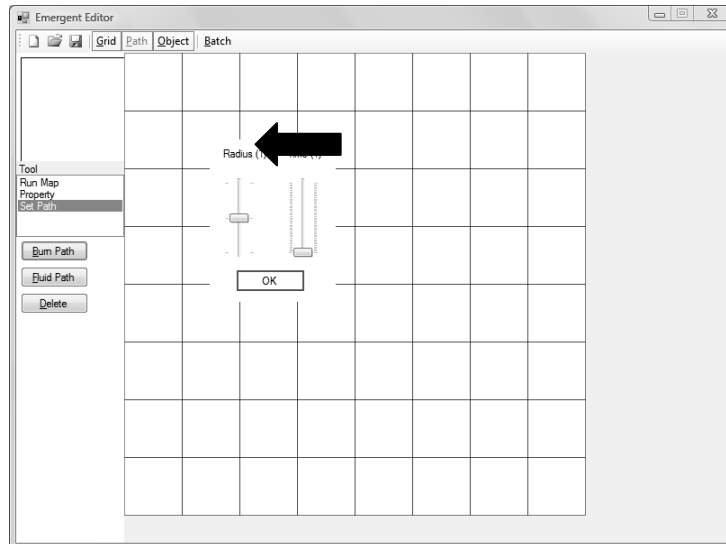 Emergent Editor
Grid Path Object Batch
Tool
Run Map
Property
Set Path
Burn Path
Fluid Path
Delete
Radius (1)
OK